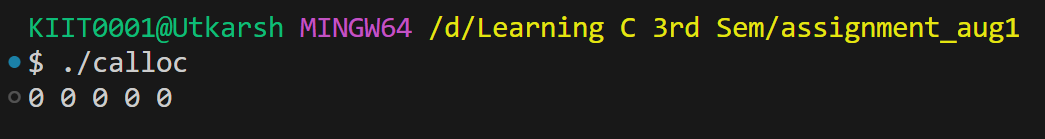 KIIT0001@Utkarsh MINGW64 /d/Learning C 3rd Sem/assignment_aug1
$ ./calloc
0 0 0 0 0